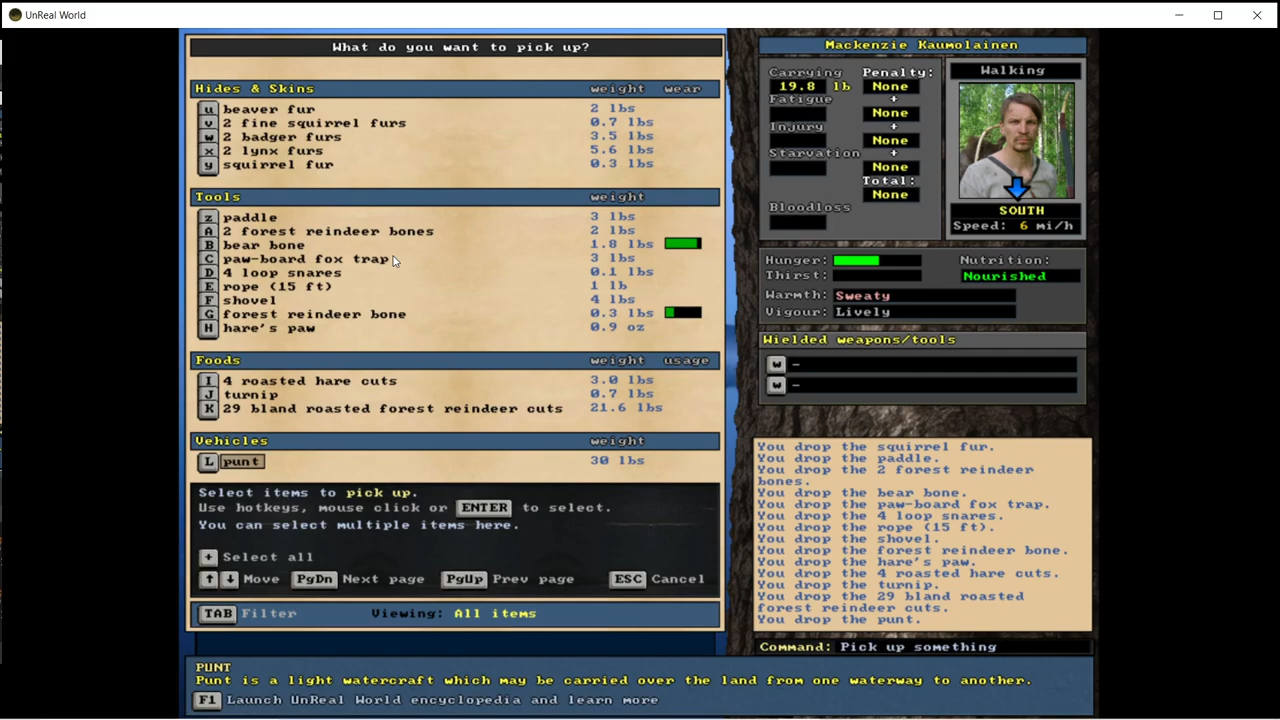 UnReal World
What do you want to pick up?
Hides & Skins weight wear
u beaver fur 2 lbs
v 2 fine squirrel furs 0.7 lbs
w 2 badger furs 3.5 lbs
x 2 lynx furs 5.6 lbs
y squirrel fur 0.3 lbs
Tools weight
z paddle 3 lbs
A 2 forest reindeer bones 2 lbs
B bear bone 1.8 lbs
C paw-board fox trap 3 lbs
D 4 loop snares 0.1 lbs
E rope (15 ft) 1 lb
F shovel 4 lbs
G forest reindeer bone 0.3 lbs
H hare's paw 0.9 oz
Foods weight usage
I 4 roasted hare cuts 3.0 lbs
J turnip 0.7 lbs
K 29 bland roasted forest reindeer cuts 21.6 lbs
Vehicles weight
L punt 30 lbs
Select items to pick up.
Use hotkeys, mouse click or ENTER to select.
You can select multiple items here.
+ Select all
↑ ↓ Move PgDn Next page PgUp Prev page ESC Cancel
TAB Filter Viewing: All items
PUNT
Punt is a light watercraft which may be carried over the land from one waterway to another.
F1 Launch UnReal World encyclopedia and learn more
Mackenzie Kaumolainen
Carrying Penalty:
19.8 lb None
Fatigue +
None
Injury +
None
Starvation +
None
Total:
None
Bloodloss
Walking
SOUTH
Speed: 6 mi/h
Hunger: Nutrition:
Thirst: Nourished
Warmth: Sweaty
Vigour: Lively
Wielded weapons/tools
w -
w -
You drop the squirrel fur.
You drop the paddle.
You drop the 2 forest reindeer
bones.
You drop the bear bone.
You drop the paw-board fox trap.
You drop the 4 loop snares.
You drop the rope (15 ft).
You drop the shovel.
You drop the forest reindeer bone.
You drop the hare's paw.
You drop the 4 roasted hare cuts.
You drop the turnip.
You drop the 29 bland roasted
forest reindeer cuts.
You drop the punt.
Command: Pick up something